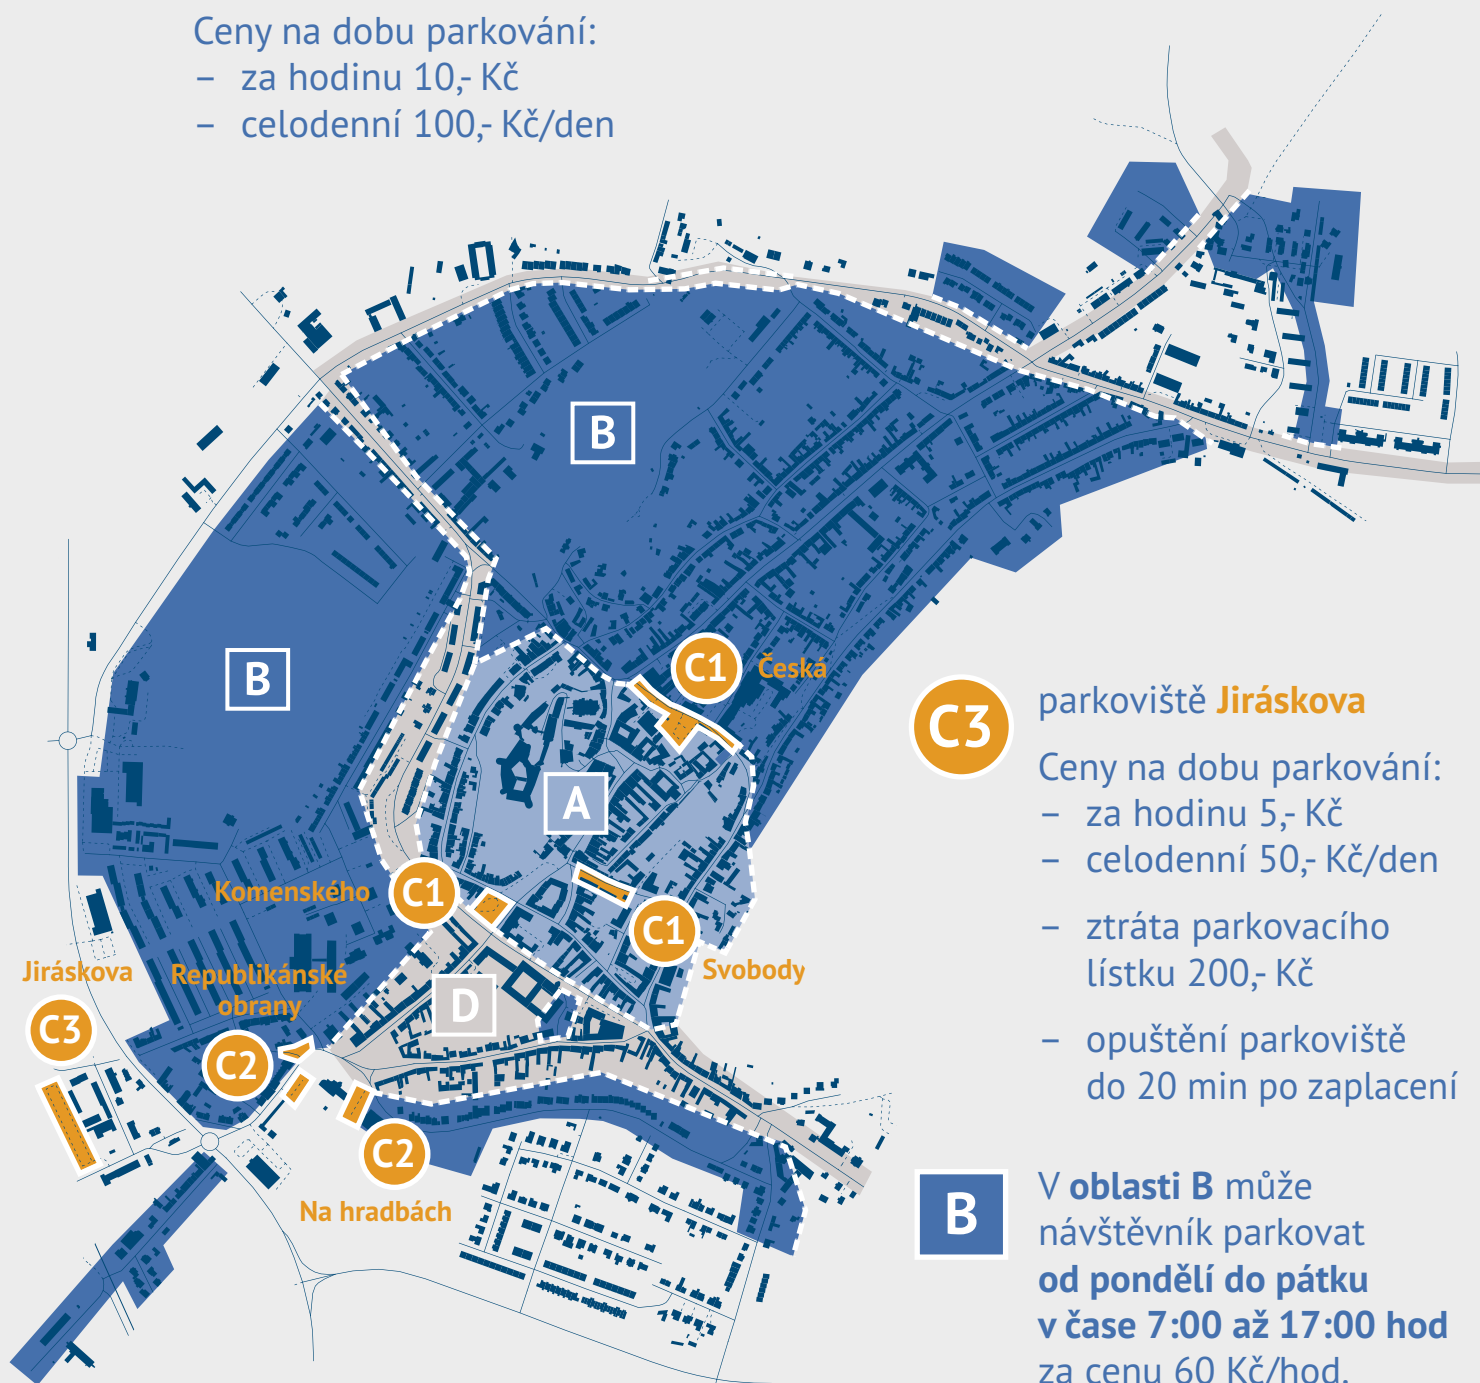 Ceny na dobu parkování:
– za hodinu 10,- Kč
– celodenní 100,- Kč/den
B
B
C1
Česká
A
Komenského
C1
C1
Svobody
Jiráskova
C3
Republikánské
obrany
C2
D
C2
Na hradbách
C3
parkoviště Jiráskova
Ceny na dobu parkování:
– za hodinu 5,- Kč
– celodenní 50,- Kč/den
– ztráta parkovacího
lístku 200,- Kč
– opuštění parkoviště
do 20 min po zaplacení
B
V oblasti B může
návštěvník parkovat
od pondělí do pátku
v čase 7:00 až 17:00 hod
za cenu 60 Kč/hod.